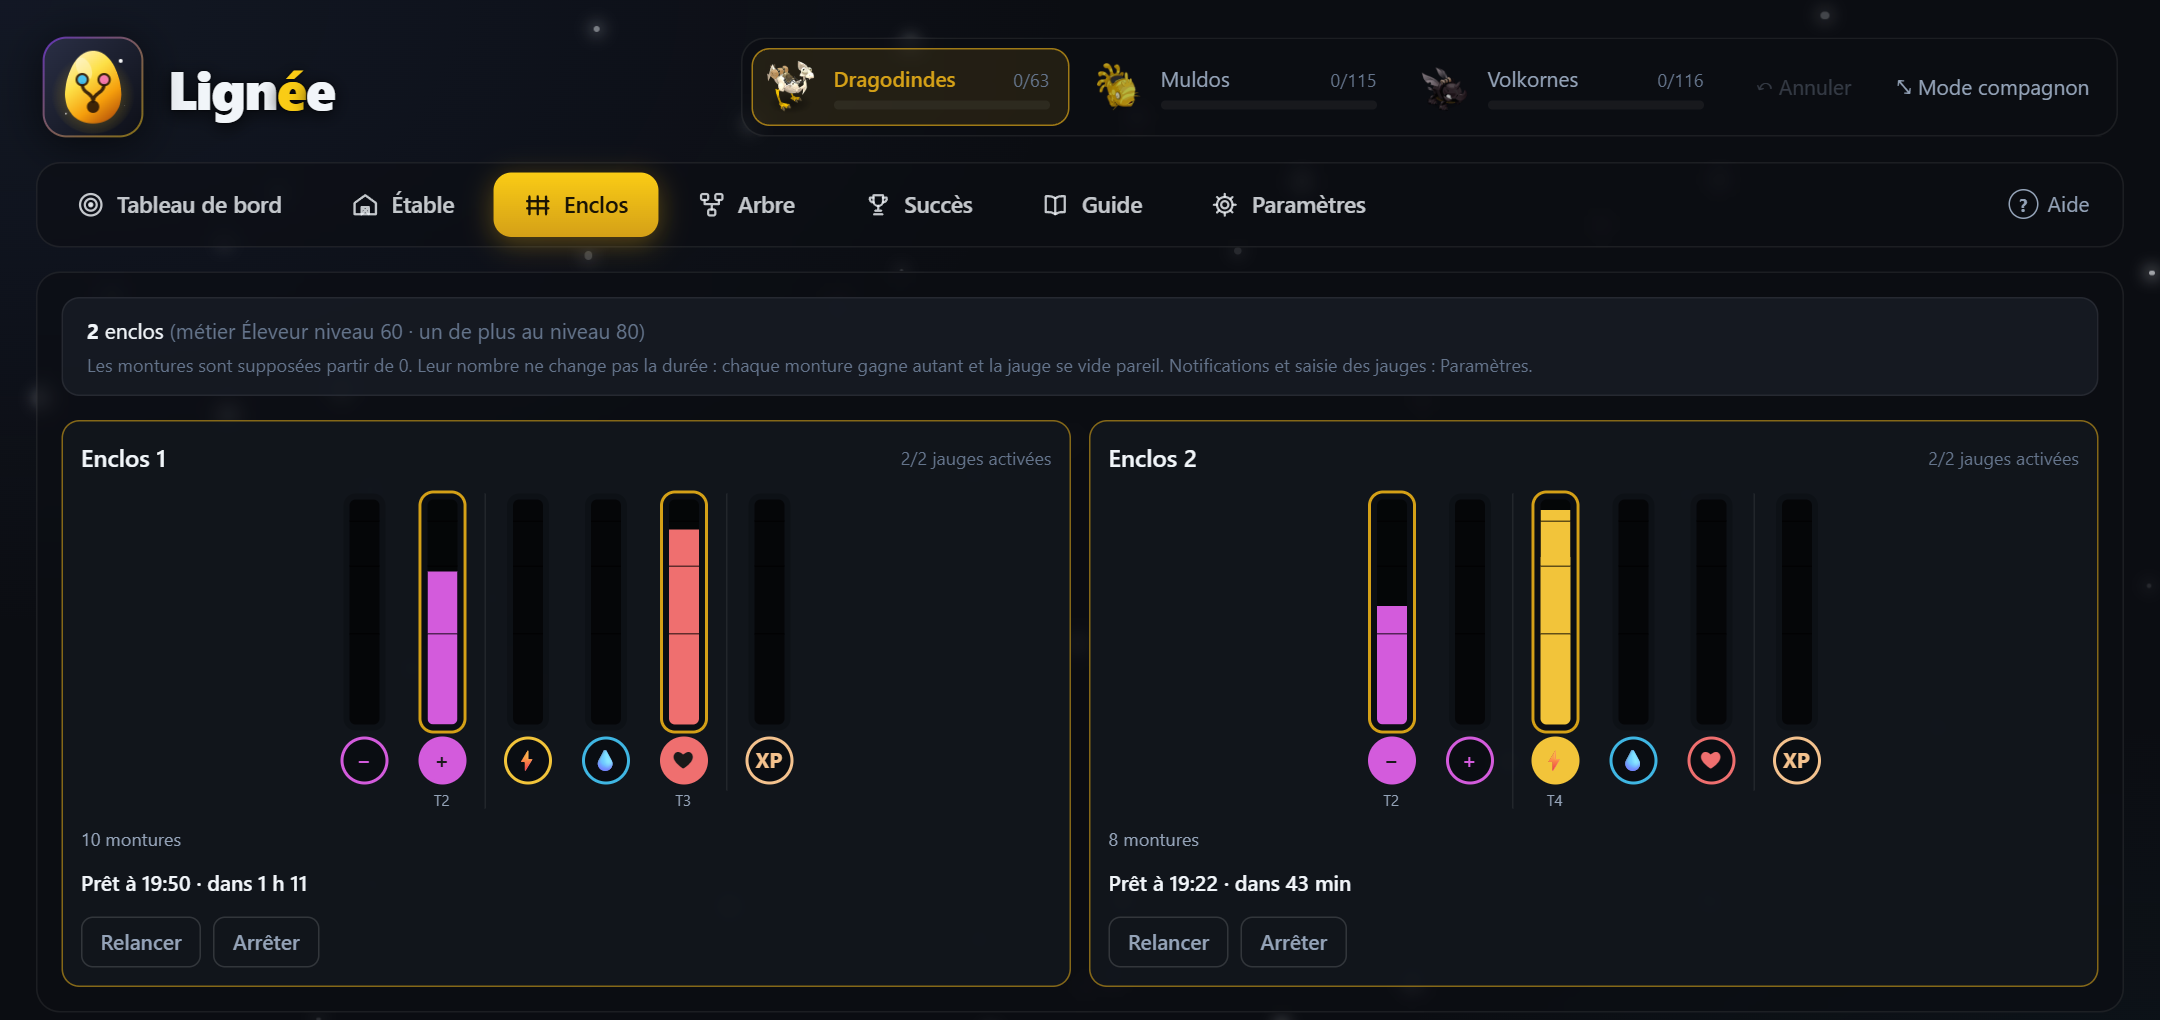 Lignée
Dragodindes 0/63
Muldos 0/115
Volkornes 0/116
Annuler
Mode compagnon
Tableau de bord
Étable
Enclos
Arbre
Succès
Guide
Paramètres
? Aide
2 enclos (métier Éleveur niveau 60 · un de plus au niveau 80)
Les montures sont supposées partir de 0. Leur nombre ne change pas la durée : chaque monture gagne autant et la jauge se vide pareil. Notifications et saisie des jauges : Paramètres.
Enclos 1
2/2 jauges activées
− + XP
T2 T3
10 montures
Prêt à 19:50 · dans 1 h 11
Relancer Arrêter
Enclos 2
2/2 jauges activées
− + XP
T2 T4
8 montures
Prêt à 19:22 · dans 43 min
Relancer Arrêter